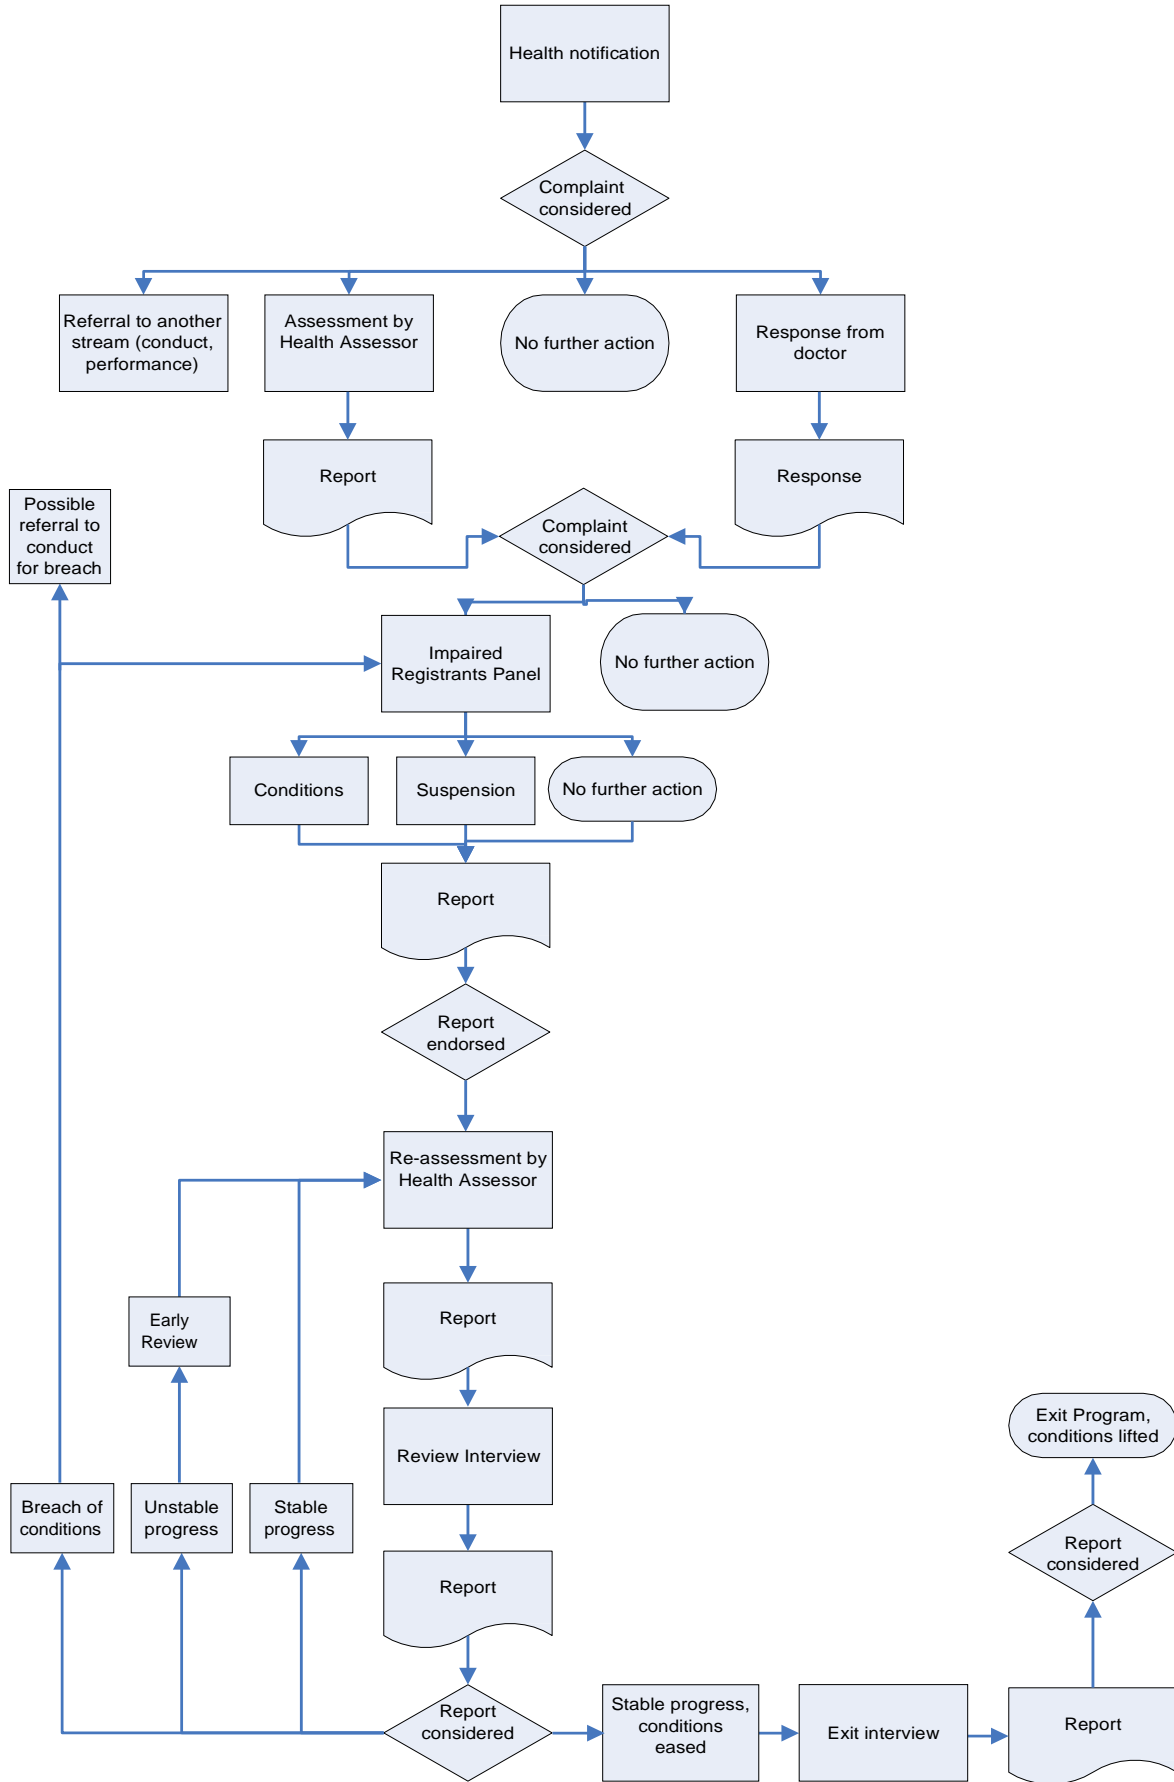 Health notification
Complaint
considered
Referral to another
stream (conduct,
performance)
Assessment by
Health Assessor
No further action
Response from
doctor
Report
Response
Possible
referral to
conduct
for breach
Complaint
considered
Impaired
Registrants Panel
No further action
Conditions
Suspension
No further action
Report
Report
endorsed
Re-assessment by
Health Assessor
Early
Review
Report
Review Interview
Exit Program,
conditions lifted
Breach of
conditions
Unstable
progress
Stable
progress
Report
considered
Report
Report
considered
Stable progress,
conditions
eased
Exit interview
Report